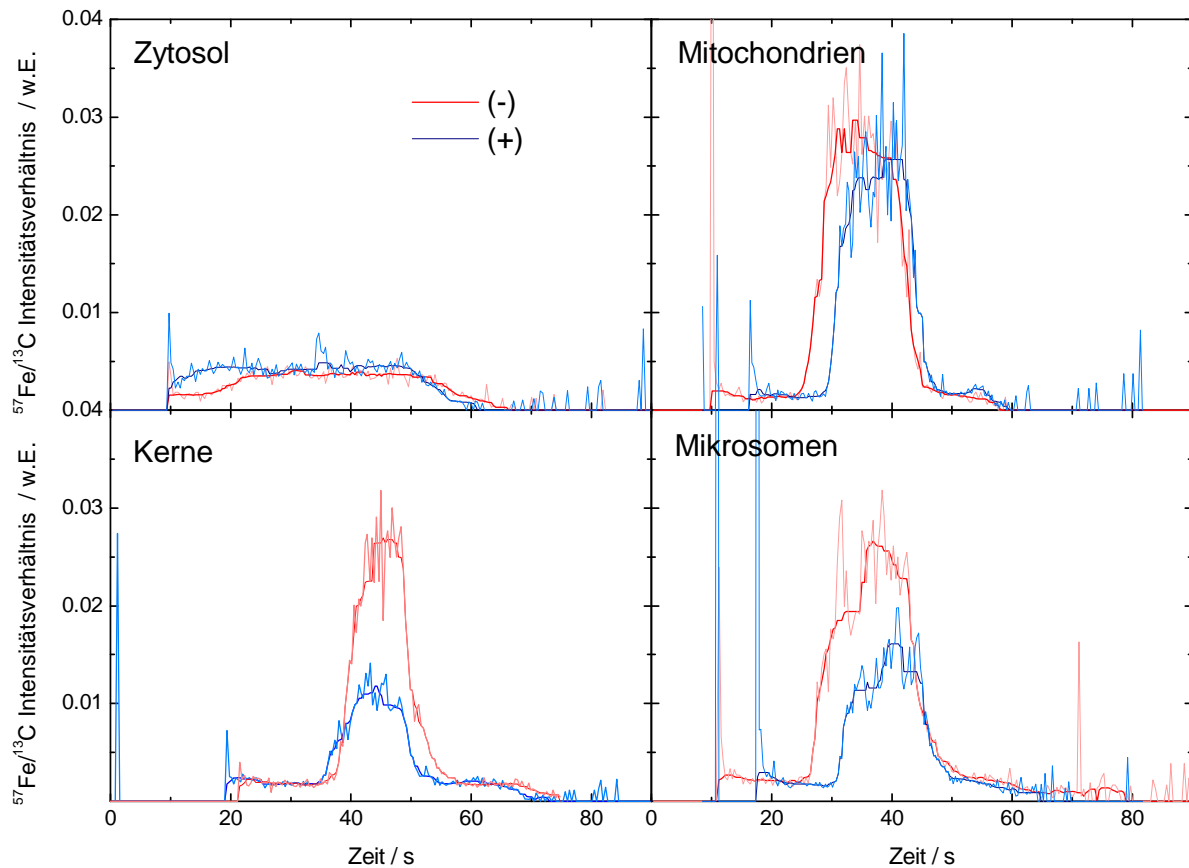 0.04
0.03
0.02
0.01
0.04
0.03
0.02
0.01
⁵⁷Fe/¹³C Intensitätsverhältnis / w.E.
⁵⁷Fe/¹³C Intensitätsverhältnis / w.E.
Zytosol
(-)
(+)
Mitochondrien
Kerne
Mikrosomen
0 20 40 60 80
0 20 40 60 80
Zeit / s
Zeit / s